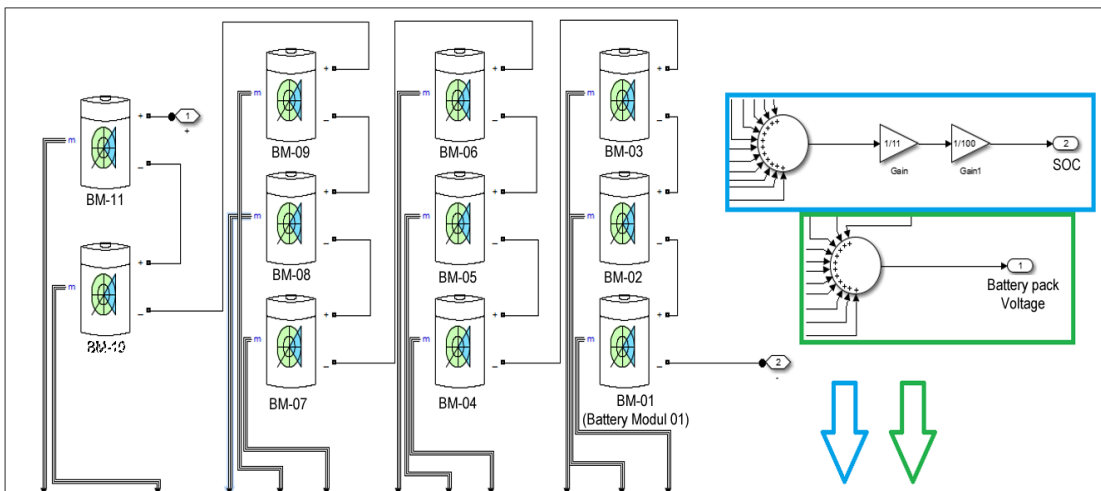 +
m
_
BM-11
1
+
+
m
_
BM-10
+
m
_
BM-09
+
m
_
BM-08
+
m
_
BM-07
+
m
_
BM-06
+
m
_
BM-05
+
m
_
BM-04
+
m
_
BM-03
+
m
_
BM-02
+
m
_
BM-01
(Battery Modul 01)
2
-
1/11
Gain
1/100
Gain1
2
SOC
1
Battery pack
Voltage